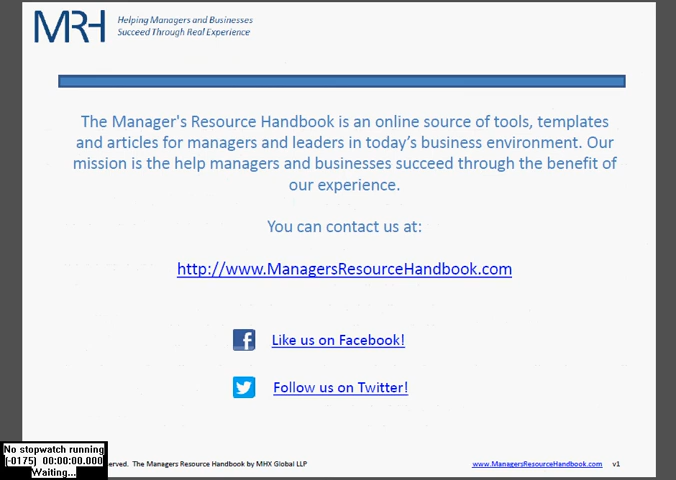 MRH
Helping Managers and Businesses
Succeed Through Real Experience
The Manager's Resource Handbook is an online source of tools, templates
and articles for managers and leaders in today’s business environment. Our
mission is the help managers and businesses succeed through the benefit of
our experience.
You can contact us at:
http://www.ManagersResourceHandbook.com
Like us on Facebook!
Follow us on Twitter!
No stopwatch running
(-0175) 00:00:00.000
Waiting...
erved. The Managers Resource Handbook by MHX Global LLP
www.ManagersResourceHandbook.com v1